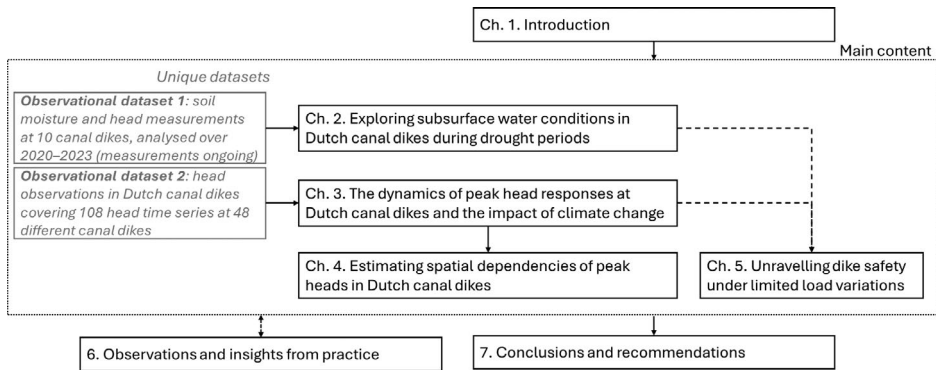 Ch. 1. Introduction
Main content
Unique datasets
Observational dataset 1: soil
moisture and head measurements
at 10 canal dikes, analysed over
2020–2023 (measurements ongoing)
Ch. 2. Exploring subsurface water conditions in
Dutch canal dikes during drought periods
Observational dataset 2: head
observations in Dutch canal dikes
covering 108 head time series at 48
different canal dikes
Ch. 3. The dynamics of peak head responses at
Dutch canal dikes and the impact of climate change
Ch. 4. Estimating spatial dependencies of peak
heads in Dutch canal dikes
Ch. 5. Unravelling dike safety
under limited load variations
6. Observations and insights from practice
7. Conclusions and recommendations